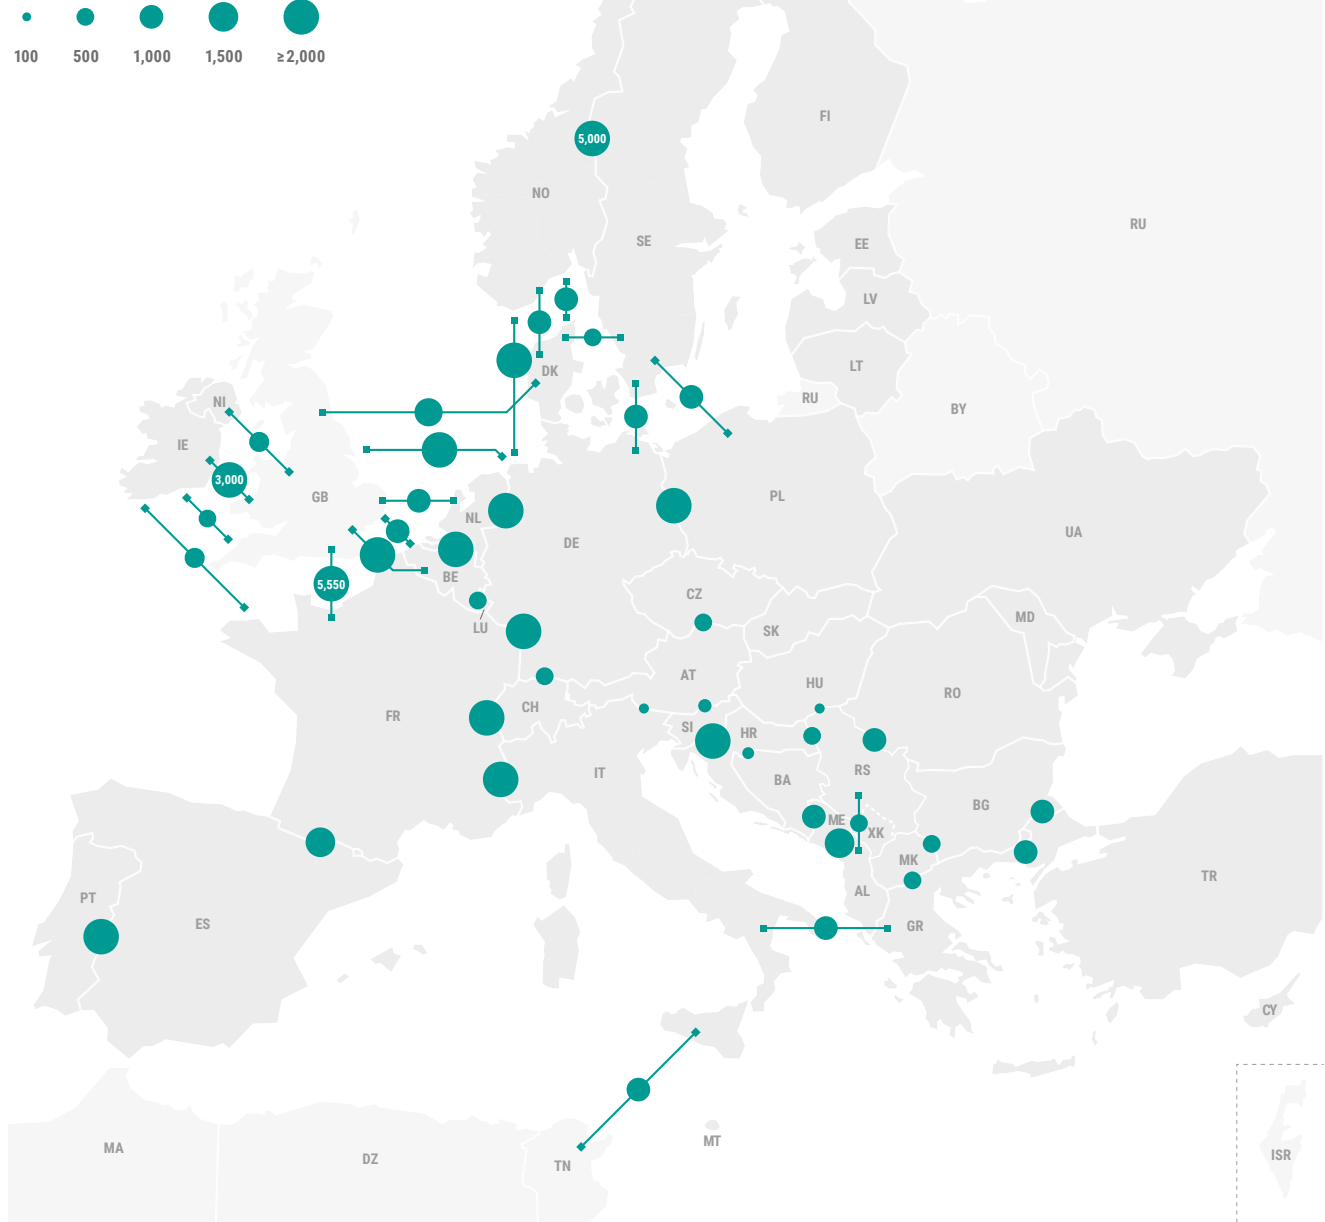 100 500 1,000 1,500 ≥2,000
FI
5,000
NO
RU
SE
EE
LV
LT
DK
RU
NI
BY
IE
3,000
GB
PL
NL
UA
DE
5,550
BE
CZ
MD
LU
SK
AT
HU
RO
CH
FR
SI
HR
RS
IT
BA
BG
ME
XK
MK
TR
PT
AL
ES
GR
CY
MT
MA
ISR
DZ
TN